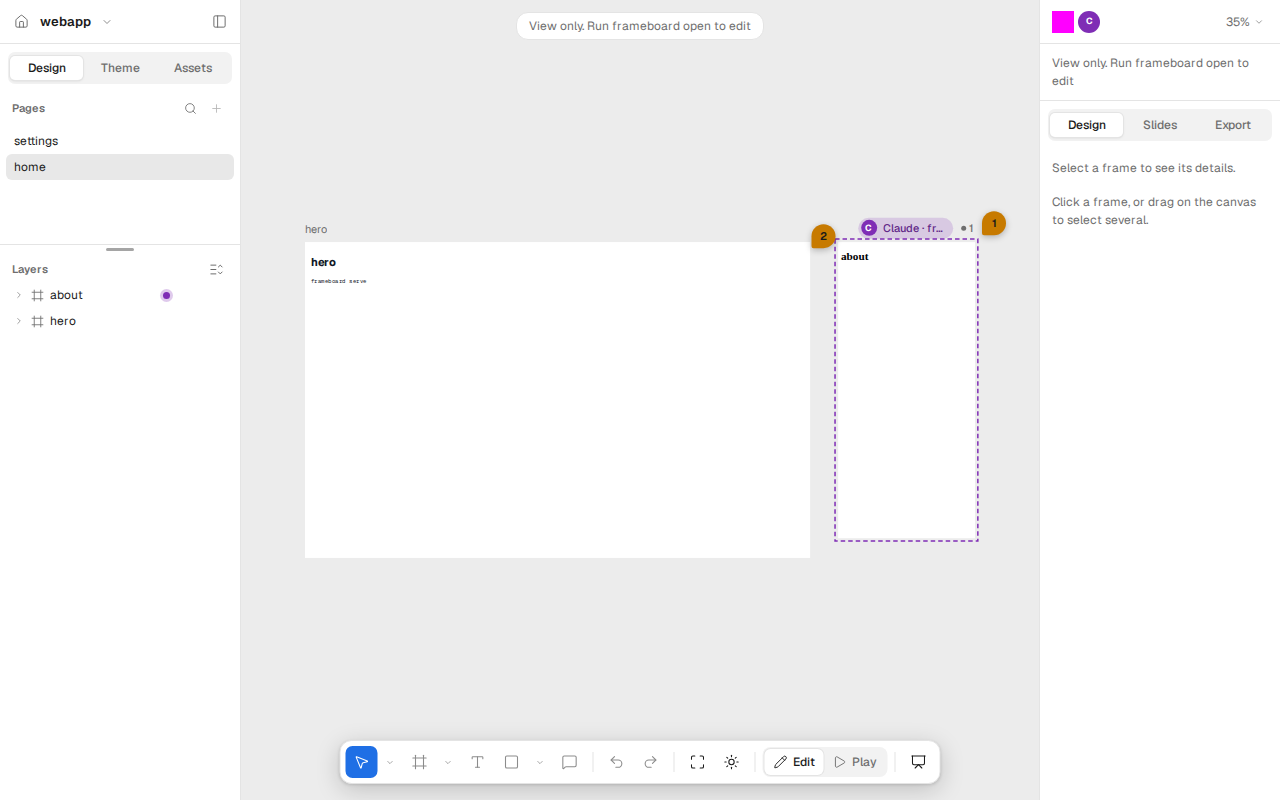 webapp
View only. Run frameboard open to edit
C
35%
Design
Theme
Assets
View only. Run frameboard open to
edit
Pages
Design
Slides
Export
settings
home
Select a frame to see its details.
Click a frame, or drag on the canvas
to select several.
hero
2
C
Claude · fr...
1
1
hero
frameboard serve
about
Layers
about
hero
Edit
Play